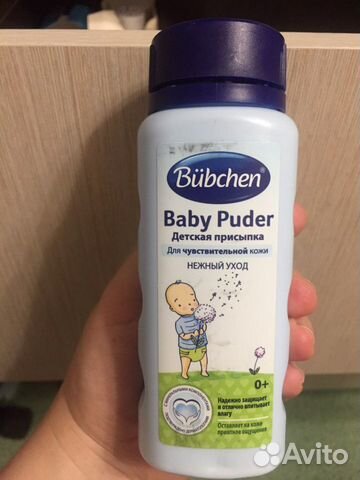 Bübchen
Baby Puder
Детская присыпка
Для чувствительной кожи
НЕЖНЫЙ УХОД
0+
Надежно защищает
и отлично впитывает
влагу
Оставляет на коже
приятное ощущение
Avito